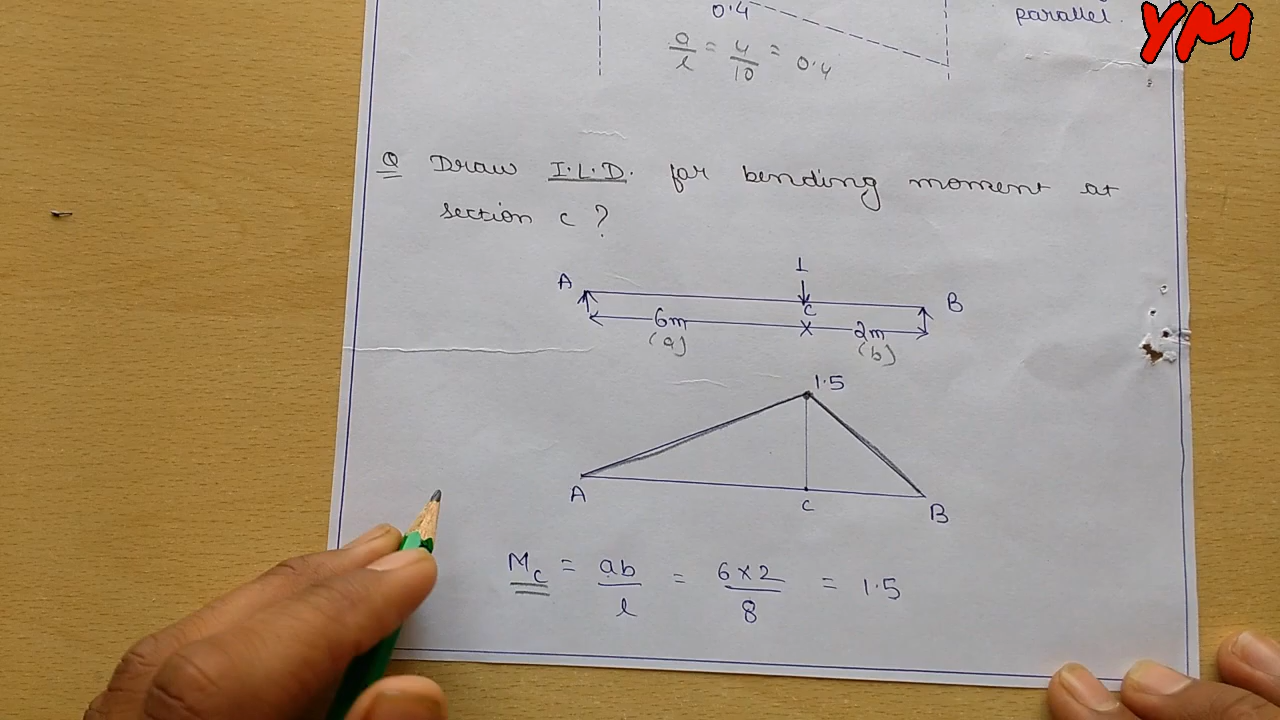 0.4
parallel.
YM
a/l = 4/10 = 0.4
Q Draw I.L.D. for bending moment at
section C ?
1
A B
C
6m 2m
(a) (b)
1.5
A C B
Mc = ab/l = 6×2/8 = 1.5